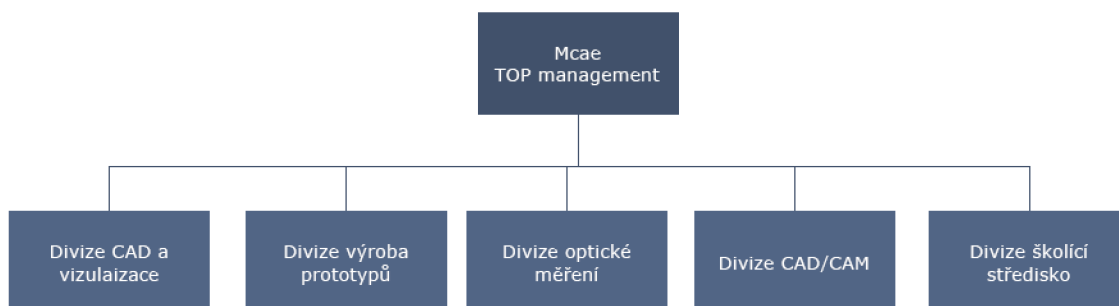 Mcae
TOP management
Divize CAD a
vizulaizace
Divize výroba
prototypů
Divize optické
měření
Divize CAD/CAM
Divize školící
středisko